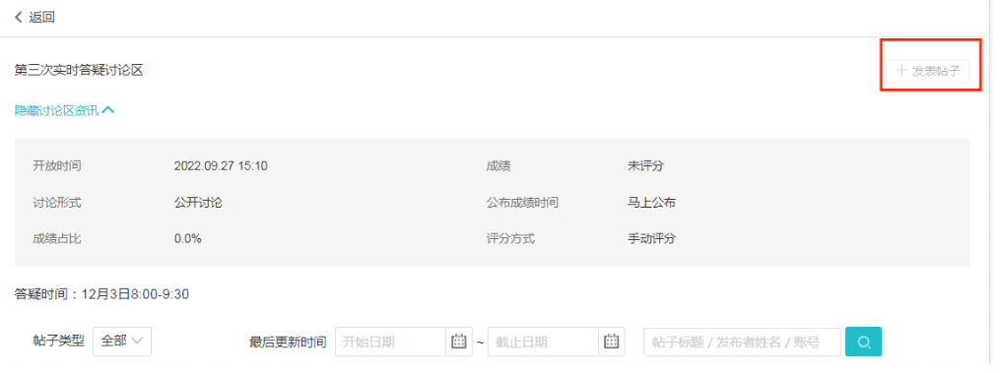 返回
第三次实时答疑讨论区
发表帖子
隐藏讨论区资讯
开放时间 2022.09.27 15:10 成绩 未评分
讨论形式 公开讨论 公布成绩时间 马上公布
成绩占比 0.0% 评分方式 手动评分
答疑时间：12月3日8:00-9:30
帖子类型 全部 最后更新时间 开始日期 ~ 截止日期 帖子标题 / 发布者姓名 / 账号